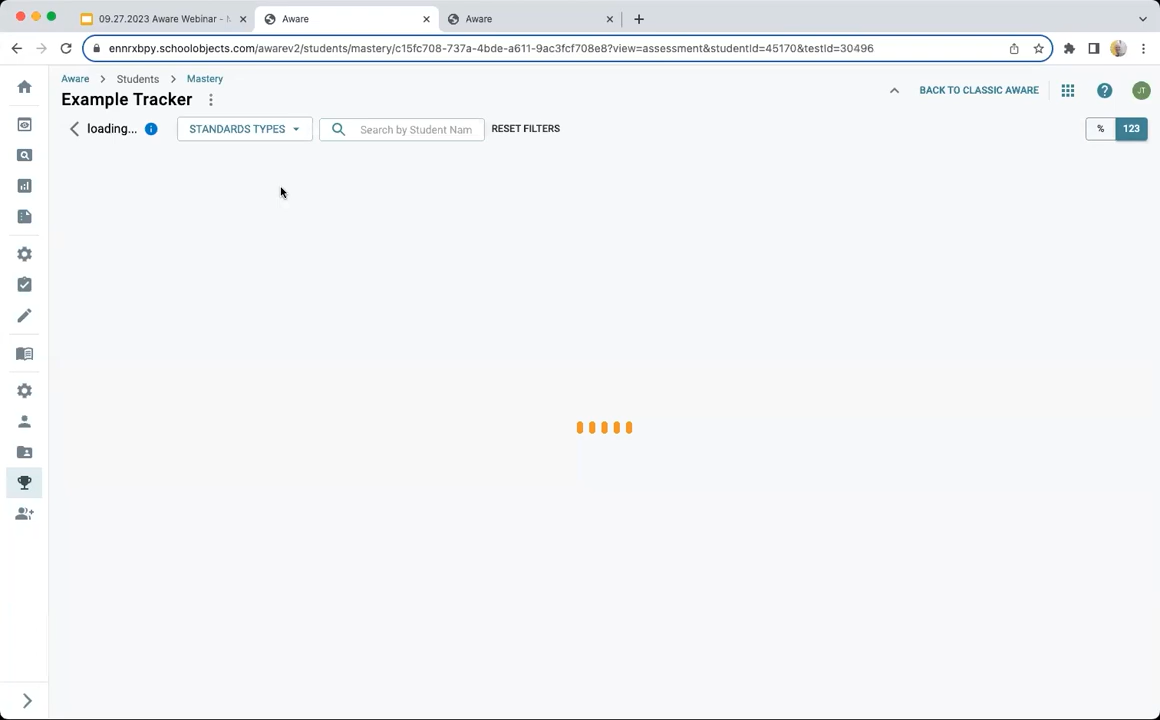 09.27.2023 Aware Webinar -
Aware
Aware
ennrxbpy.schoolobjects.com/awarev2/students/mastery/c15fc708-737a-4bde-a611-9ac3fcf708e8?view=assessment&studentId=45170&testId=30496
Aware > Students > Mastery
BACK TO CLASSIC AWARE
JT
Example Tracker
loading...
STANDARDS TYPES
Search by Student Nam
RESET FILTERS
%
123